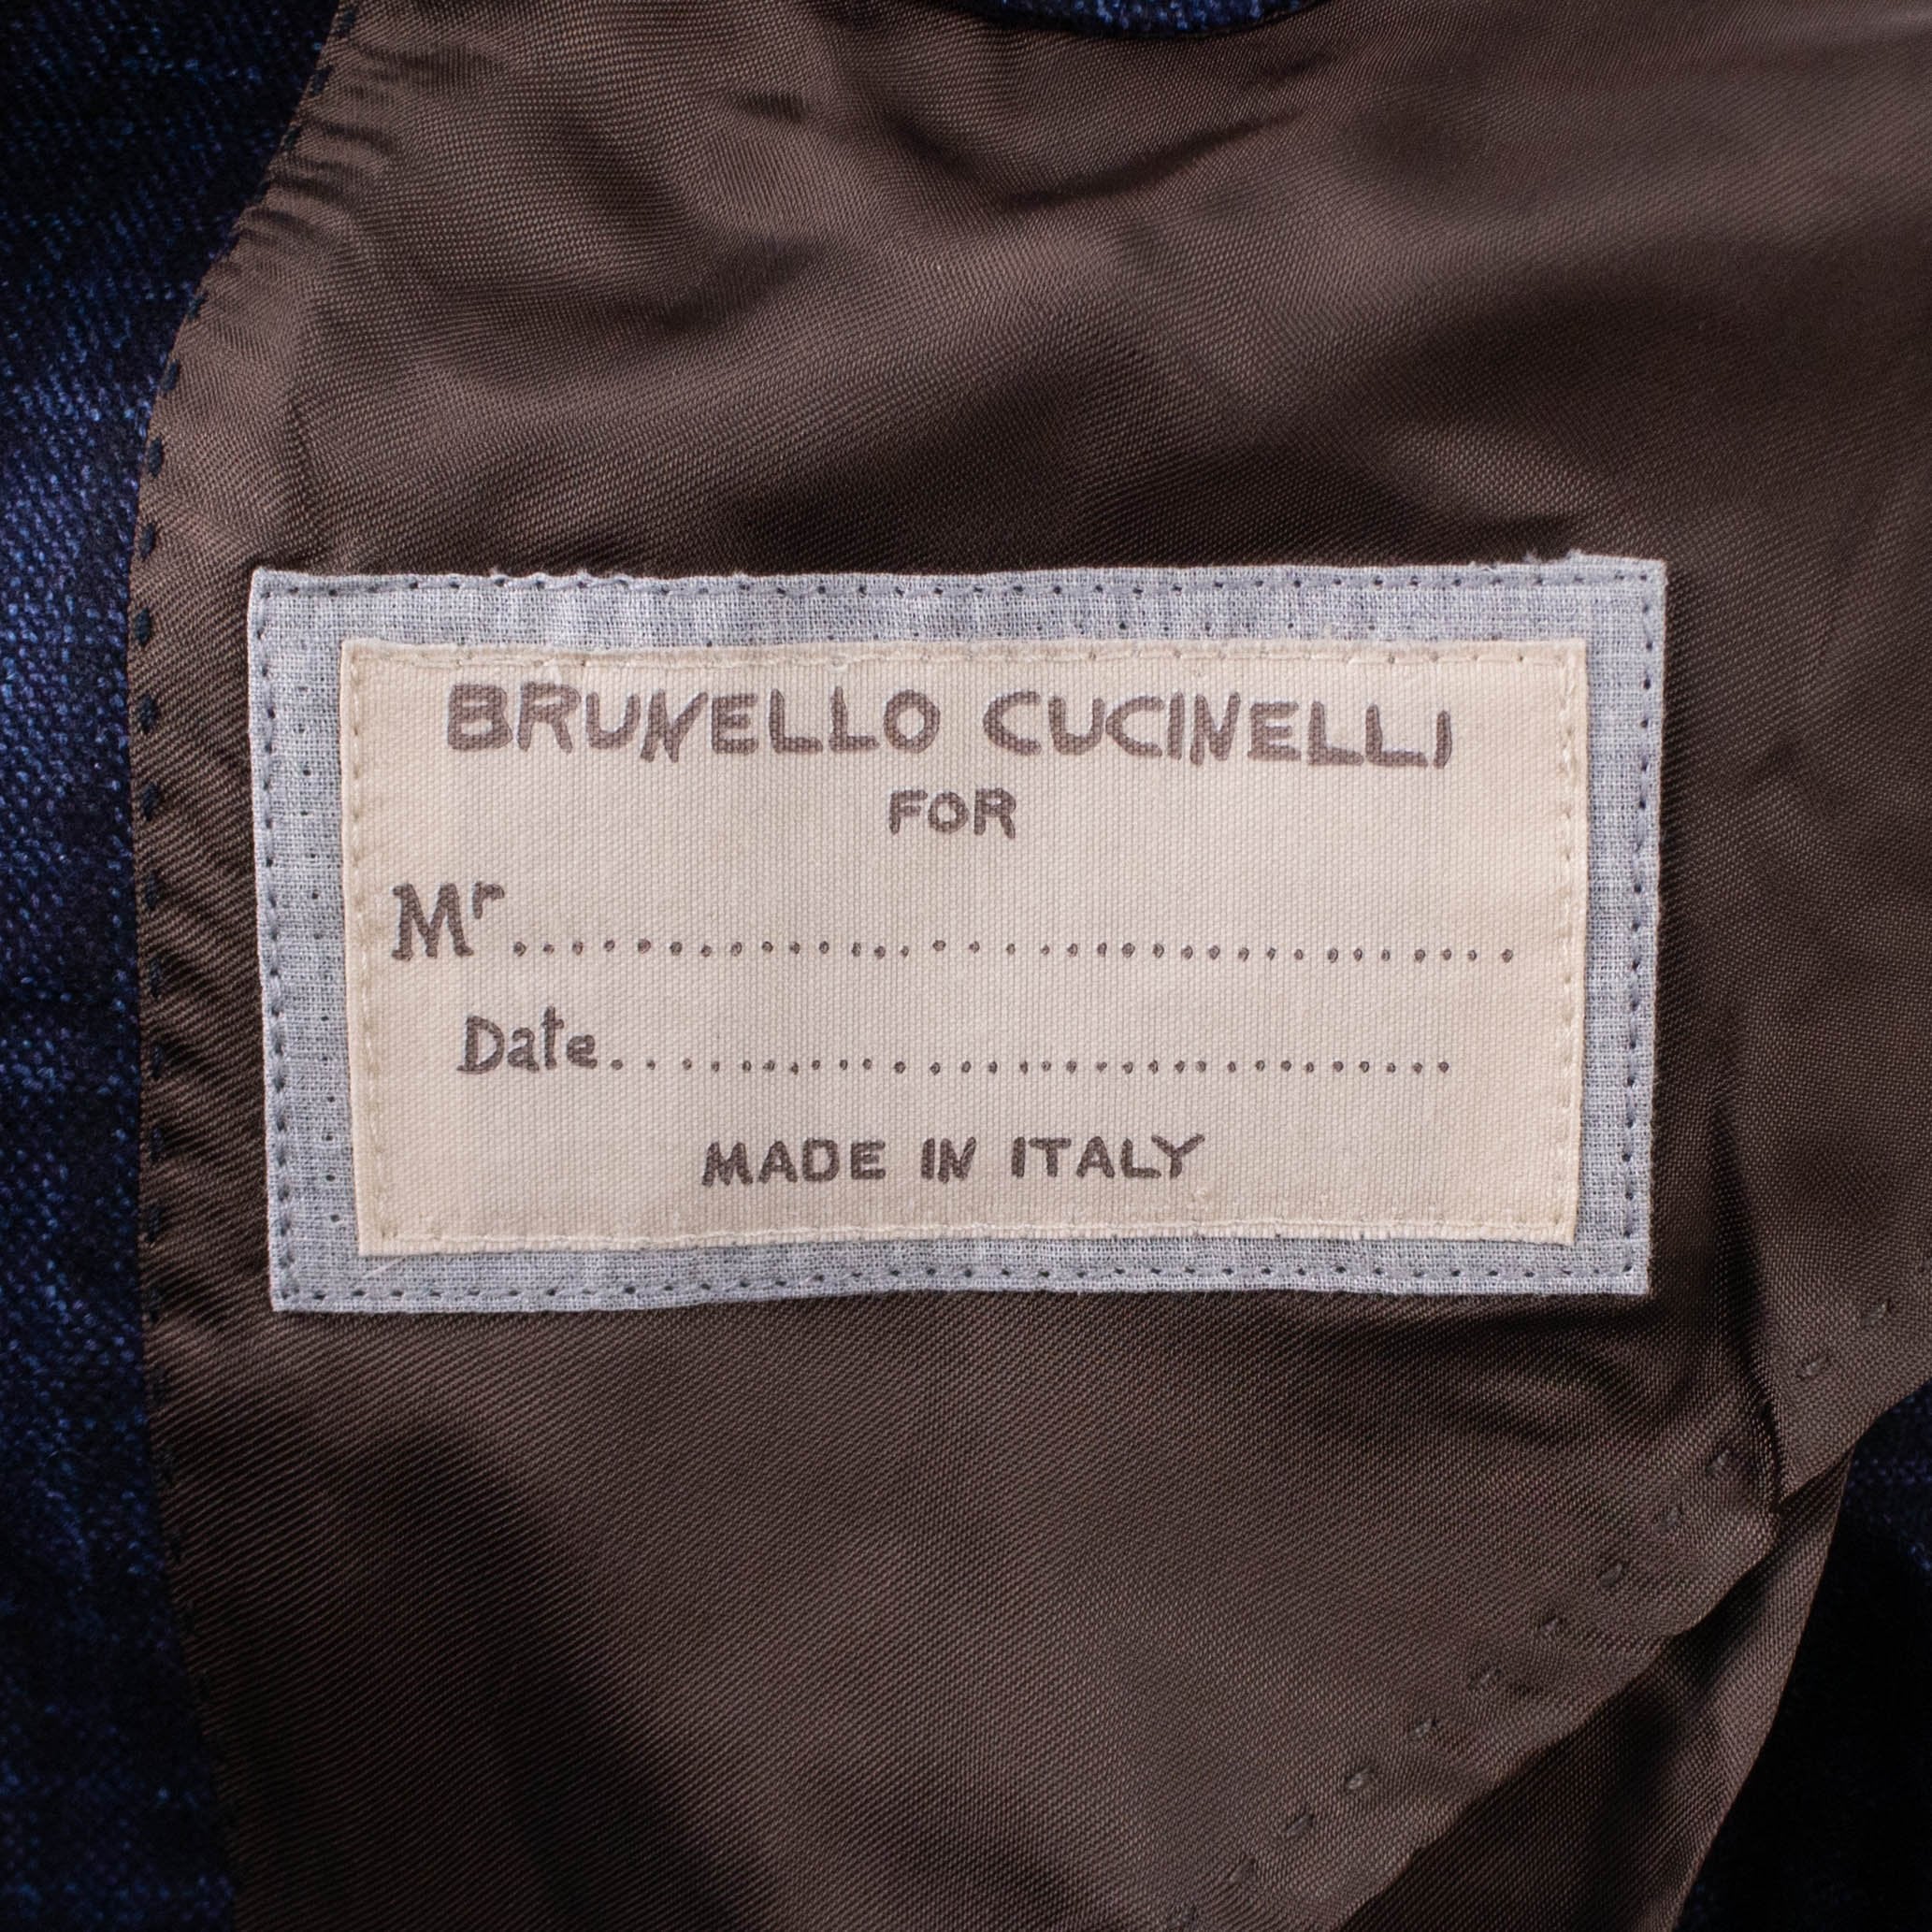 BRUNELLO CUCINELLI
FOR
Mr.......................................
Date................................
MADE IN ITALY